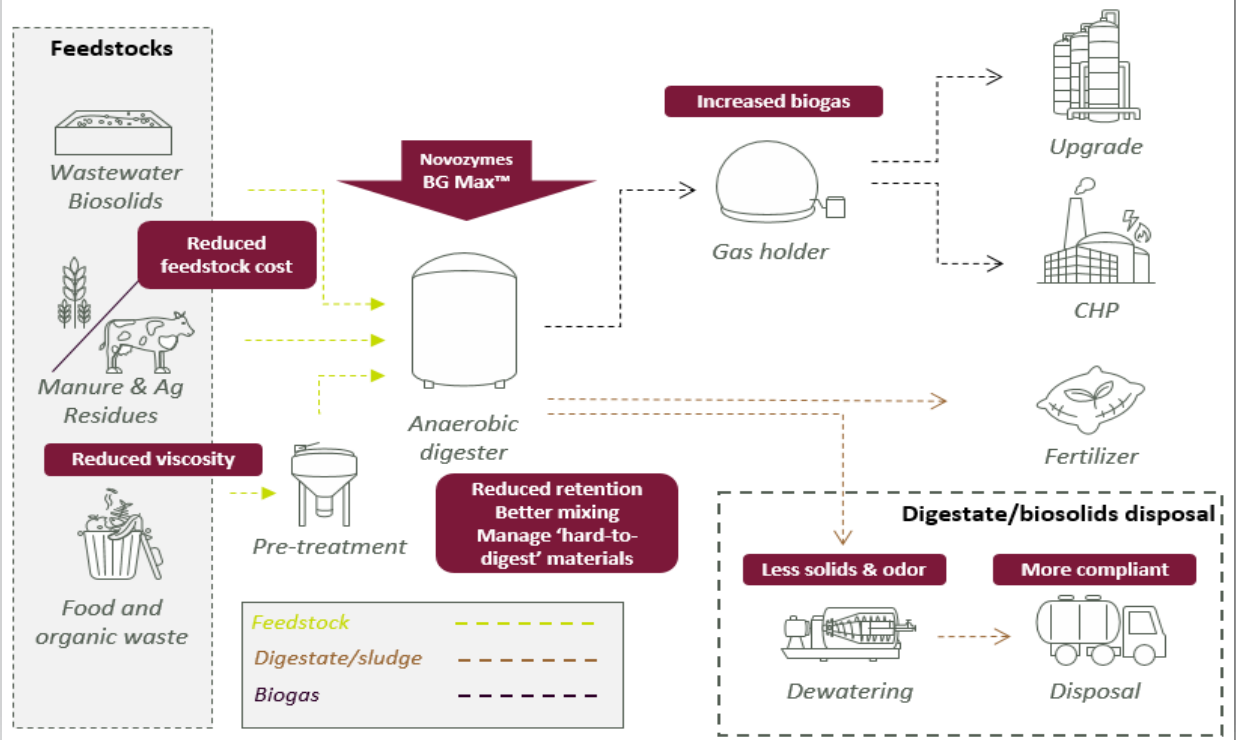 Feedstocks
Wastewater
Biosolids
Reduced
feedstock cost
Manure & Ag
Residues
Reduced viscosity
Food and
organic waste
Pre-treatment
Novozymes
BG Max™
Anaerobic
digester
Reduced retention
Better mixing
Manage ‘hard-to-
digest’ materials
Increased biogas
Gas holder
Upgrade
CHP
Fertilizer
Digestate/biosolids disposal
Less solids & odor
More compliant
Dewatering
Disposal
Feedstock
Digestate/sludge
Biogas